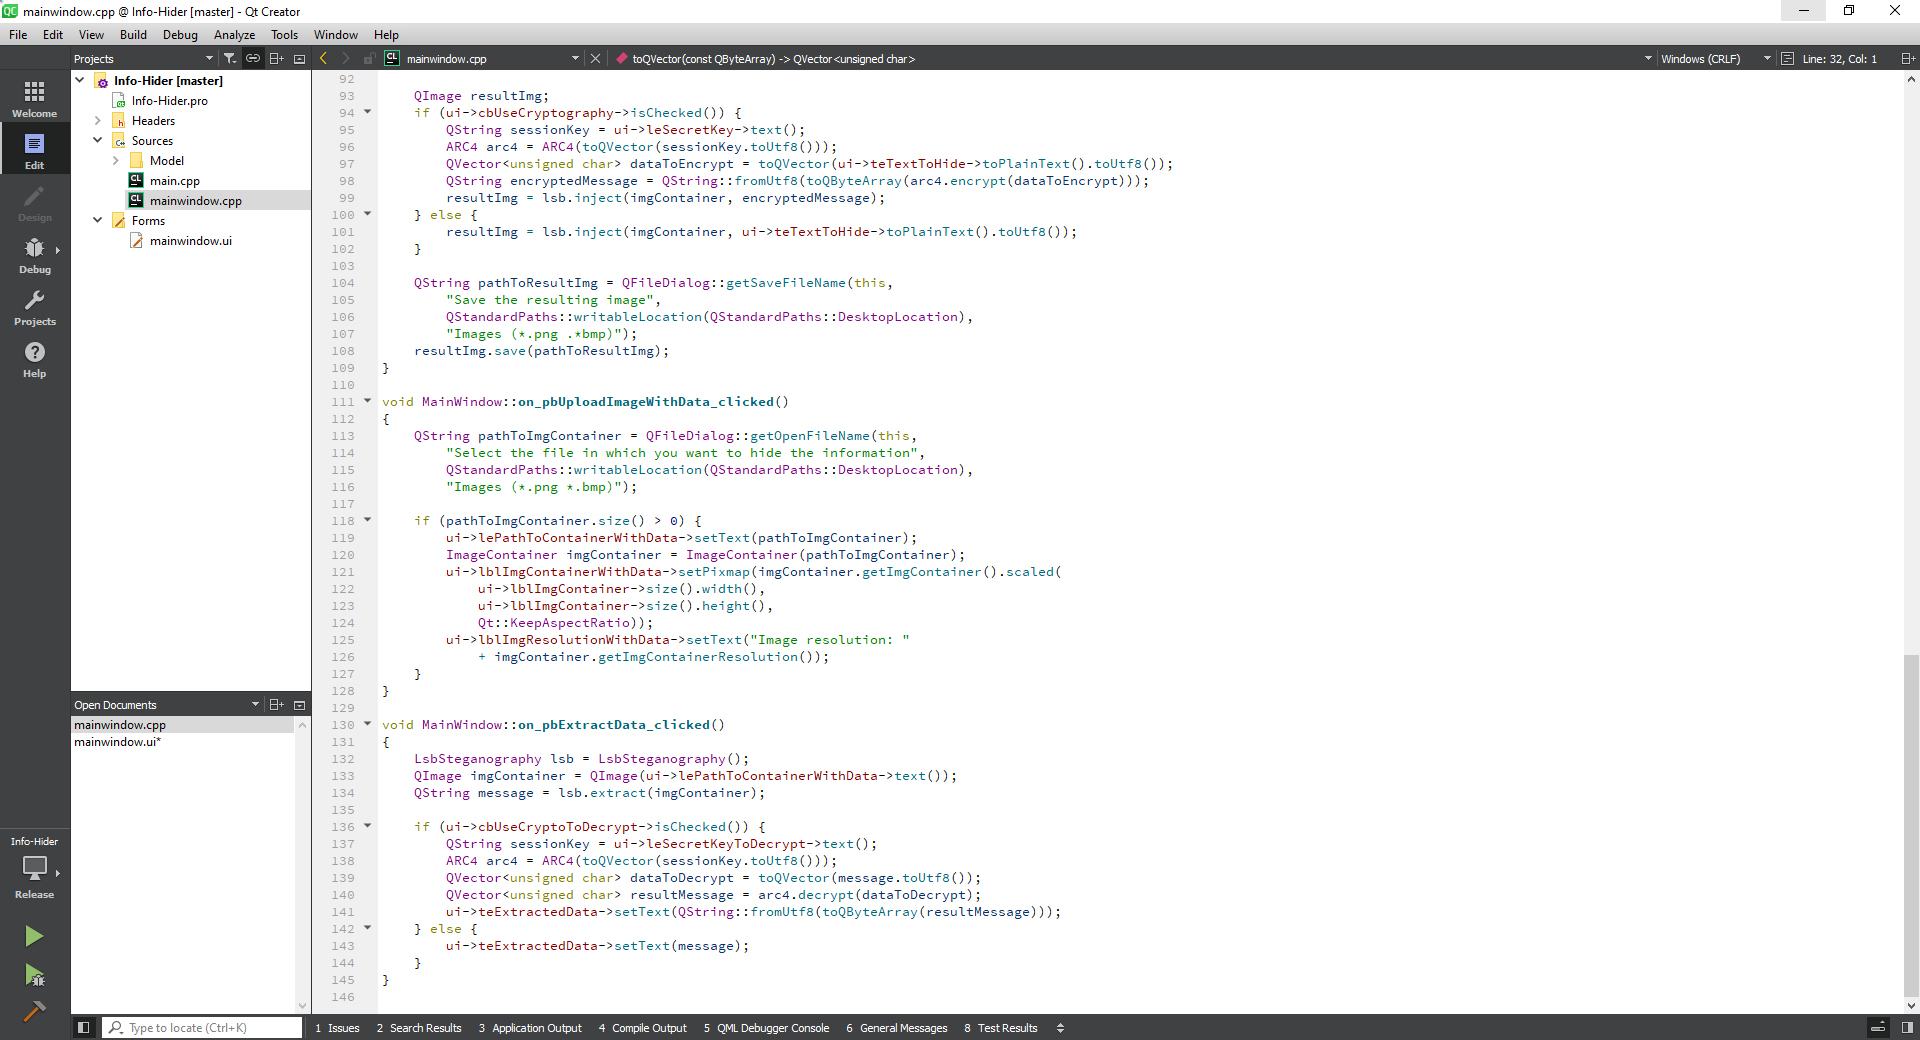 mainwindow.cpp @ Info-Hider [master] - Qt Creator
File Edit View Build Debug Analyze Tools Window Help
Projects
mainwindow.cpp
toQVector(const QByteArray) -> QVector<unsigned char>
Windows (CRLF)
Line: 32, Col: 1
Welcome
Edit
Design
Debug
Projects
Help
Info-Hider
Release
Info-Hider [master]
Info-Hider.pro
Headers
Sources
Model
main.cpp
mainwindow.cpp
Forms
mainwindow.ui
Open Documents
mainwindow.cpp
mainwindow.ui*
92
93     QImage resultImg;
94     if (ui->cbUseCryptography->isChecked()) {
95         QString sessionKey = ui->leSecretKey->text();
96         ARC4 arc4 = ARC4(toQVector(sessionKey.toUtf8()));
97         QVector<unsigned char> dataToEncrypt = toQVector(ui->teTextToHide->toPlainText().toUtf8());
98         QString encryptedMessage = QString::fromUtf8(toQByteArray(arc4.encrypt(dataToEncrypt)));
99         resultImg = lsb.inject(imgContainer, encryptedMessage);
100     } else {
101         resultImg = lsb.inject(imgContainer, ui->teTextToHide->toPlainText().toUtf8());
102     }
103
104     QString pathToResultImg = QFileDialog::getSaveFileName(this,
105         "Save the resulting image",
106         QStandardPaths::writableLocation(QStandardPaths::DesktopLocation),
107         "Images (*.png .*bmp)");
108     resultImg.save(pathToResultImg);
109 }
110
111 void MainWindow::on_pbUploadImageWithData_clicked()
112 {
113     QString pathToImgContainer = QFileDialog::getOpenFileName(this,
114         "Select the file in which you want to hide the information",
115         QStandardPaths::writableLocation(QStandardPaths::DesktopLocation),
116         "Images (*.png *.bmp)");
117
118     if (pathToImgContainer.size() > 0) {
119         ui->lePathToContainerWithData->setText(pathToImgContainer);
120         ImageContainer imgContainer = ImageContainer(pathToImgContainer);
121         ui->lblImgContainerWithData->setPixmap(imgContainer.getImgContainer().scaled(
122             ui->lblImgContainer->size().width(),
123             ui->lblImgContainer->size().height(),
124             Qt::KeepAspectRatio));
125         ui->lblImgResolutionWithData->setText("Image resolution: "
126             + imgContainer.getImgContainerResolution());
127     }
128 }
129
130 void MainWindow::on_pbExtractData_clicked()
131 {
132     LsbSteganography lsb = LsbSteganography();
133     QImage imgContainer = QImage(ui->lePathToContainerWithData->text());
134     QString message = lsb.extract(imgContainer);
135
136     if (ui->cbUseCryptoToDecrypt->isChecked()) {
137         QString sessionKey = ui->leSecretKeyToDecrypt->text();
138         ARC4 arc4 = ARC4(toQVector(sessionKey.toUtf8()));
139         QVector<unsigned char> dataToDecrypt = toQVector(message.toUtf8());
140         QVector<unsigned char> resultMessage = arc4.decrypt(dataToDecrypt);
141         ui->teExtractedData->setText(QString::fromUtf8(toQByteArray(resultMessage)));
142     } else {
143         ui->teExtractedData->setText(message);
144     }
145 }
146
Type to locate (Ctrl+K)
1 Issues 2 Search Results 3 Application Output 4 Compile Output 5 QML Debugger Console 6 General Messages 8 Test Results